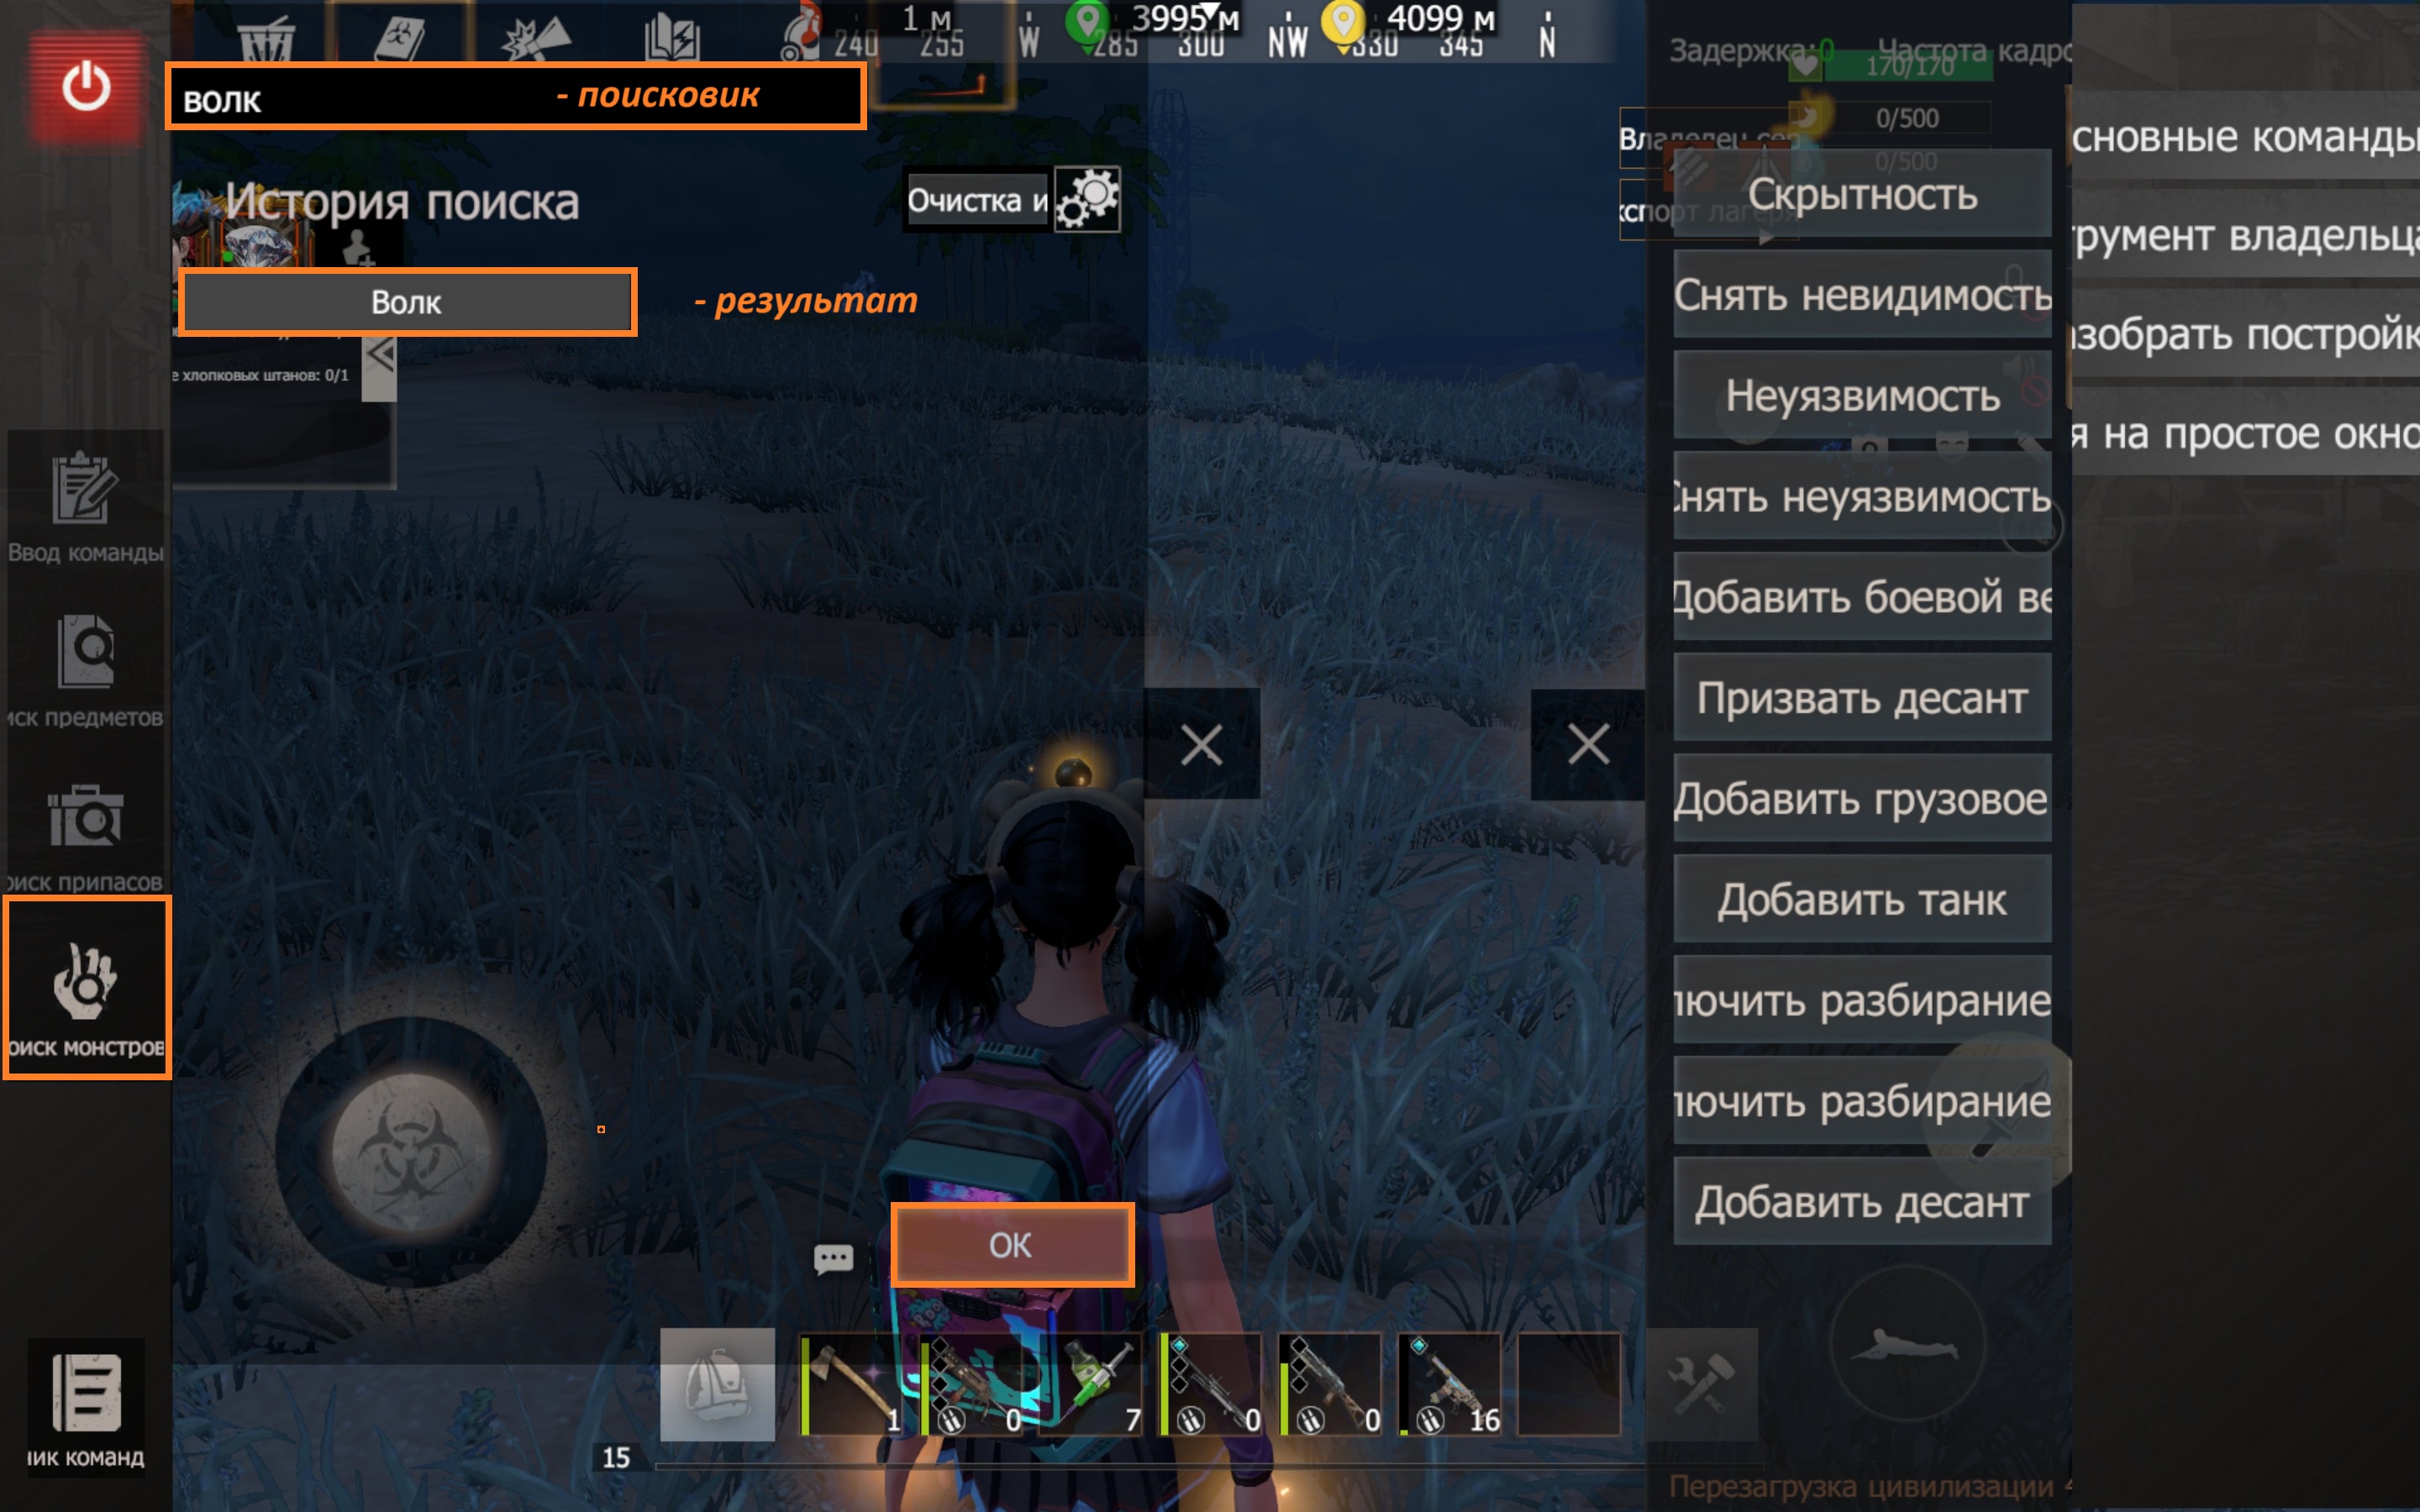 1 м
3995 м
4099 м
240
255
W
285
300
NW
330
345
N
Задержка:0
Частота кадро
170/170
волк
- поисковик
0/500
0/500
История поиска
Очистка и
Волк
- результат
е хлопковых штанов: 0/1
Ввод команды
иск предметов
оиск припасов
оиск монстров
ик команд
Скрытность
Снять невидимость
Неуязвимость
Снять неуязвимость
Добавить боевой ве
Призвать десант
Добавить грузовое
Добавить танк
лючить разбирание
лючить разбирание
Добавить десант
сновные команды
румент владельца
зобрать постройк
я на простое окно
ОК
1
0
7
0
0
16
15
Перезагрузка цивилизации